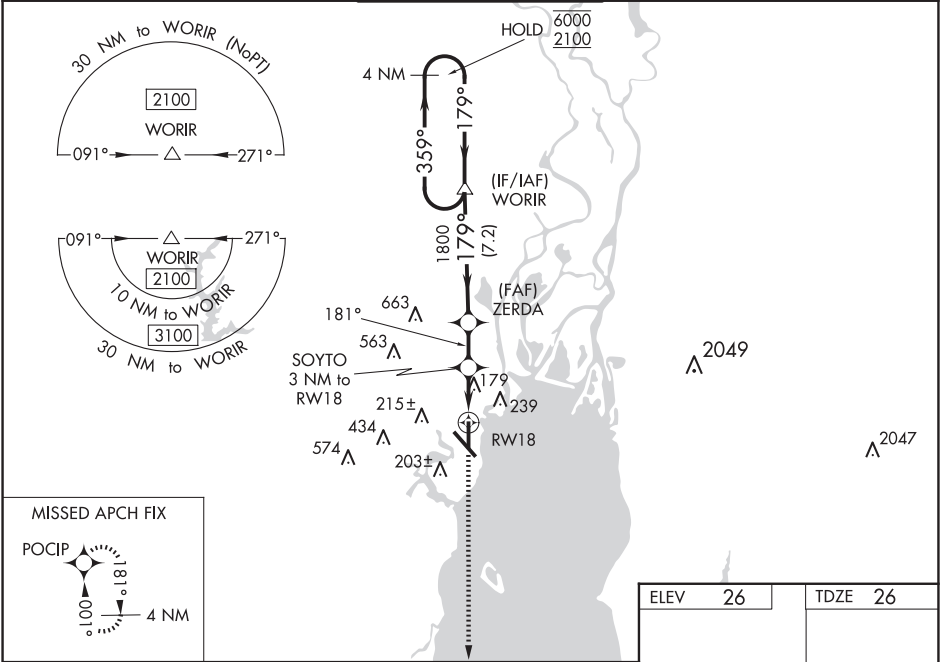 30 NM to WORIR (NoPT)
2100
WORIR
091°
271°
091°
271°
WORIR
2100
10 NM to WORIR
3100
30 NM to WORIR
HOLD
6000
2100
4 NM
359°
179°
(IF/IAF)
WORIR
1800
179°
(7.2)
(FAF)
ZERDA
663
181°
563
SOYTO
3 NM to
RW18
179
239
215±
434
574
203±
RW18
2049
2047
MISSED APCH FIX
POCIP
181°
001°
4 NM
ELEV 26
TDZE 26